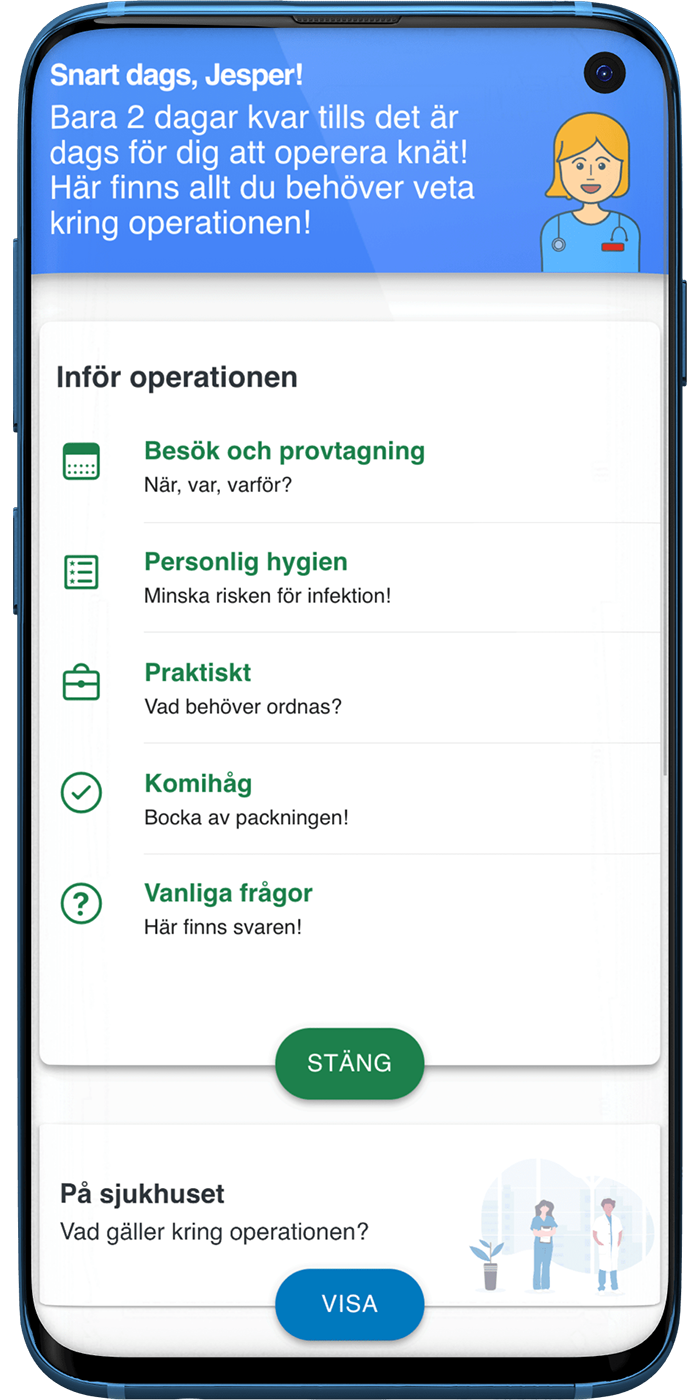 Snart dags, Jesper!
Bara 2 dagar kvar tills det är
dags för dig att operera knät!
Här finns allt du behöver veta
kring operationen!
Inför operationen
Besök och provtagning
När, var, varför?
Personlig hygien
Minska risken för infektion!
Praktiskt
Vad behöver ordnas?
Komihåg
Bocka av packningen!
Vanliga frågor
Här finns svaren!
STÄNG
På sjukhuset
Vad gäller kring operationen?
VISA